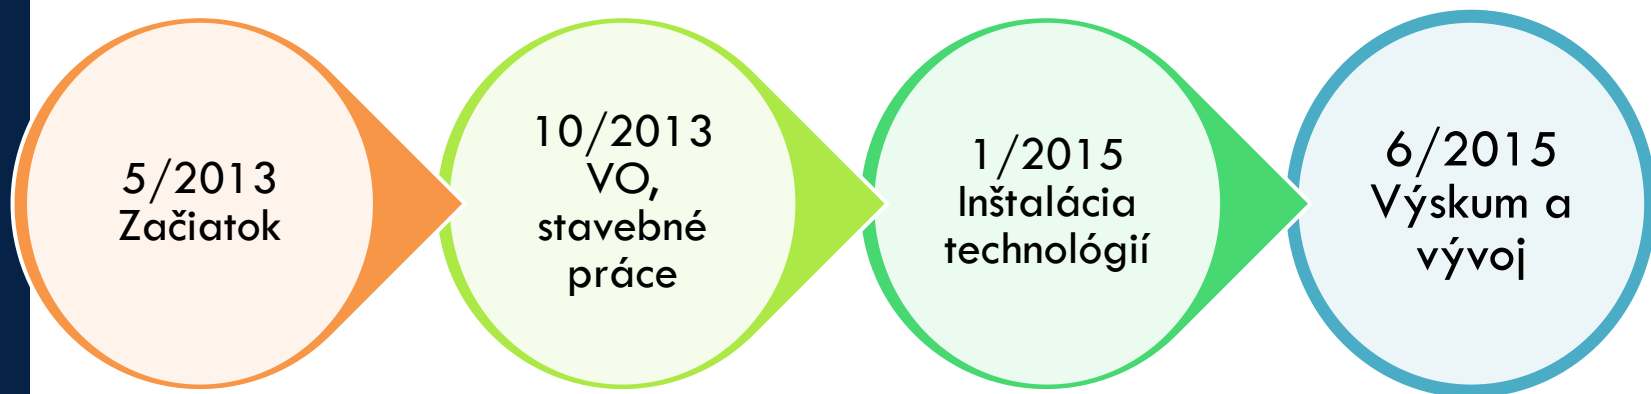 5/2013
Začiatok
10/2013
VO,
stavebné
práce
1/2015
Inštalácia
technológií
6/2015
Výskum a
vývoj